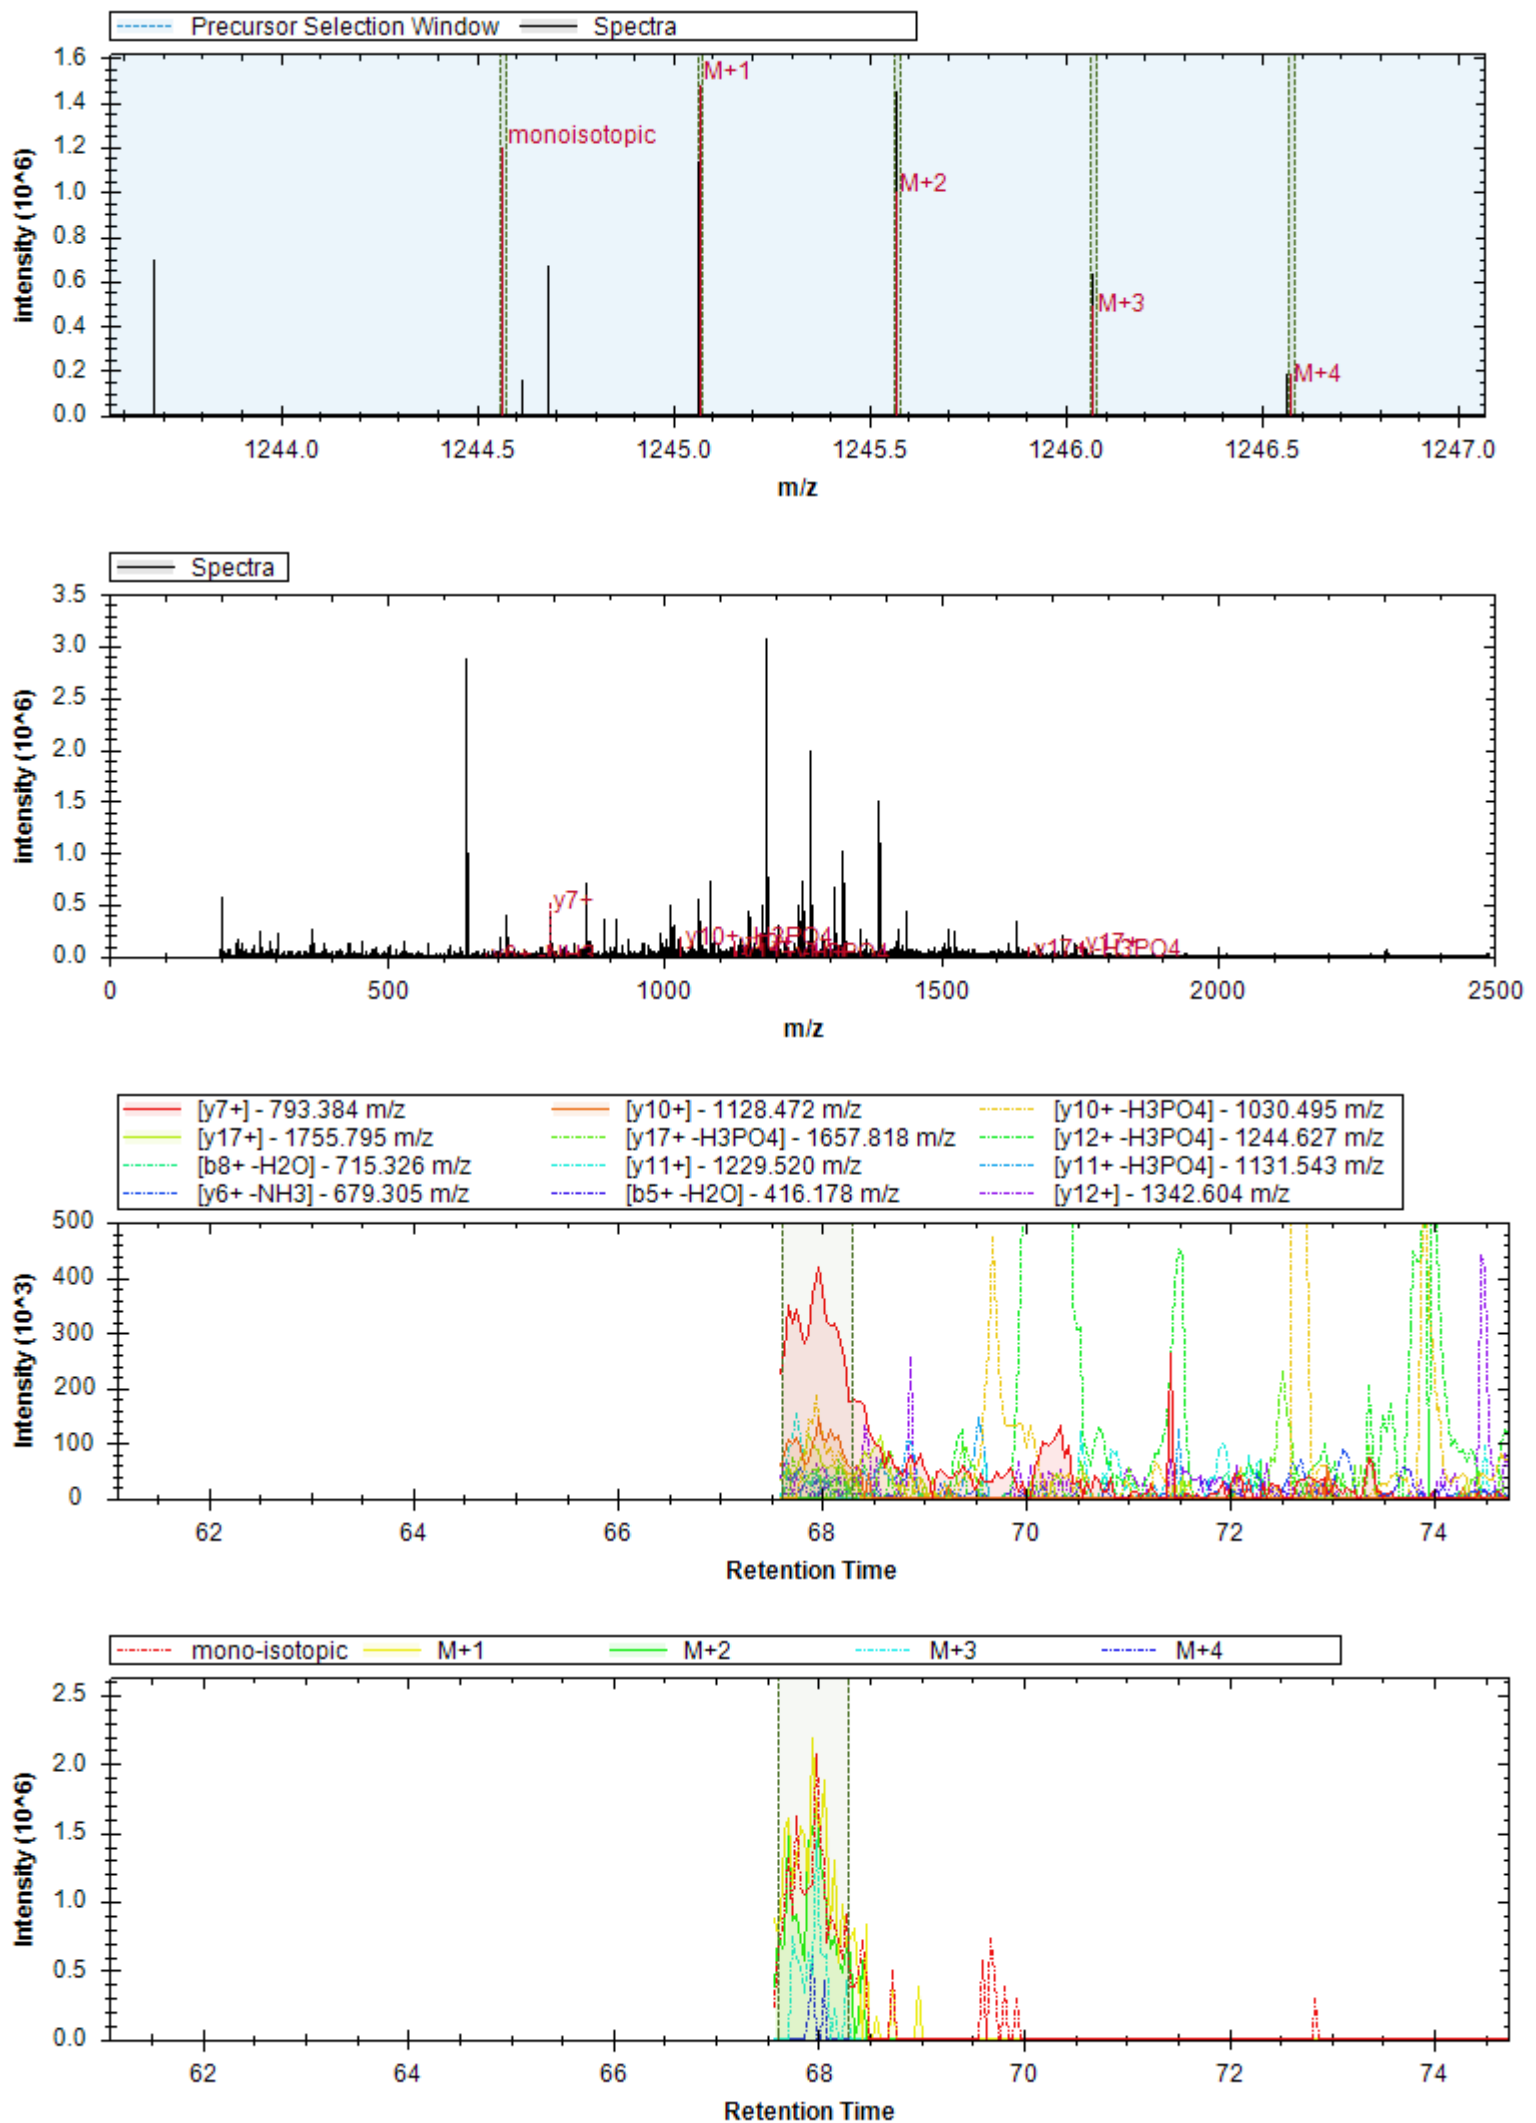 Precursor Selection Window Spectra
1.6
1.4
1.2
1.0
0.8
0.6
0.4
0.2
0.0
intensity (10^6)
monoisotopic
M+1
M+2
M+3
M+4
1244.0 1244.5 1245.0 1245.5 1246.0 1246.5 1247.0
m/z
Spectra
3.5
3.0
2.5
2.0
1.5
1.0
0.5
0.0
intensity (10^6)
y7+
y10+ -H3PO4
y17+ -H3PO4
y17+
0 500 1000 1500 2000 2500
m/z
[y7+] - 793.384 m/z [y10+] - 1128.472 m/z [y10+ -H3PO4] - 1030.495 m/z
[y17+] - 1755.795 m/z [y17+ -H3PO4] - 1657.818 m/z [y12+ -H3PO4] - 1244.627 m/z
[b8+ -H2O] - 715.326 m/z [y11+] - 1229.520 m/z [y11+ -H3PO4] - 1131.543 m/z
[y6+ -NH3] - 679.305 m/z [b5+ -H2O] - 416.178 m/z [y12+] - 1342.604 m/z
500
400
300
200
100
0
Intensity (10^3)
62 64 66 68 70 72 74
Retention Time
mono-isotopic M+1 M+2 M+3 M+4
2.5
2.0
1.5
1.0
0.5
0.0
Intensity (10^6)
62 64 66 68 70 72 74
Retention Time